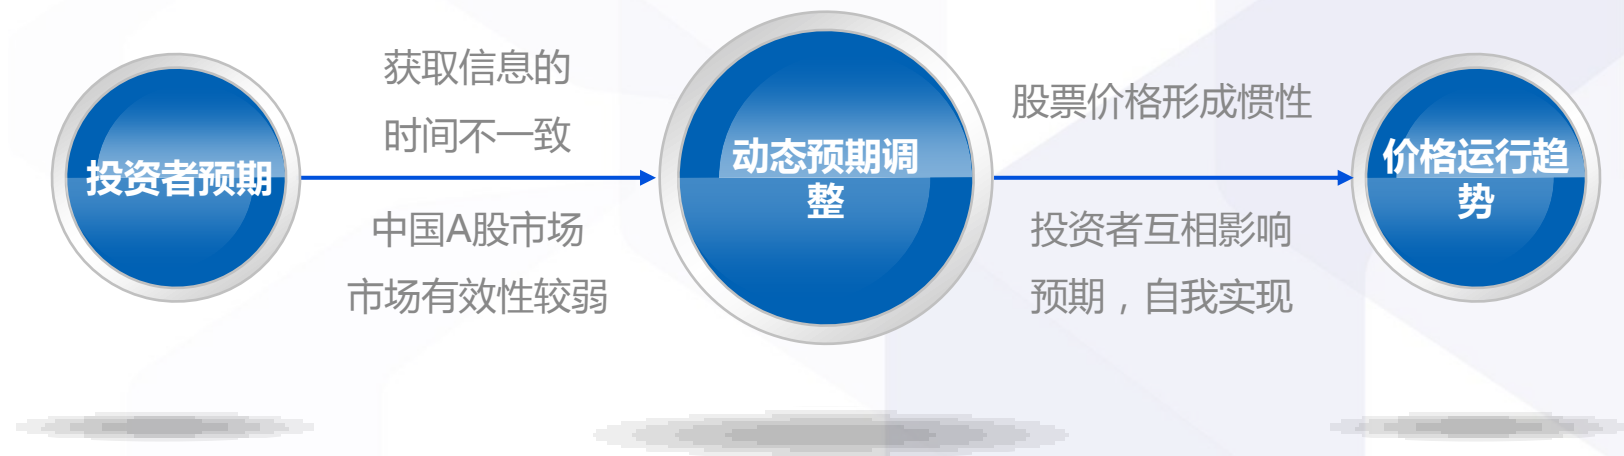 投资者预期
获取信息的
时间不一致
中国A股市场
市场有效性较弱
动态预期调
整
股票价格形成惯性
投资者互相影响
预期，自我实现
价格运行趋
势